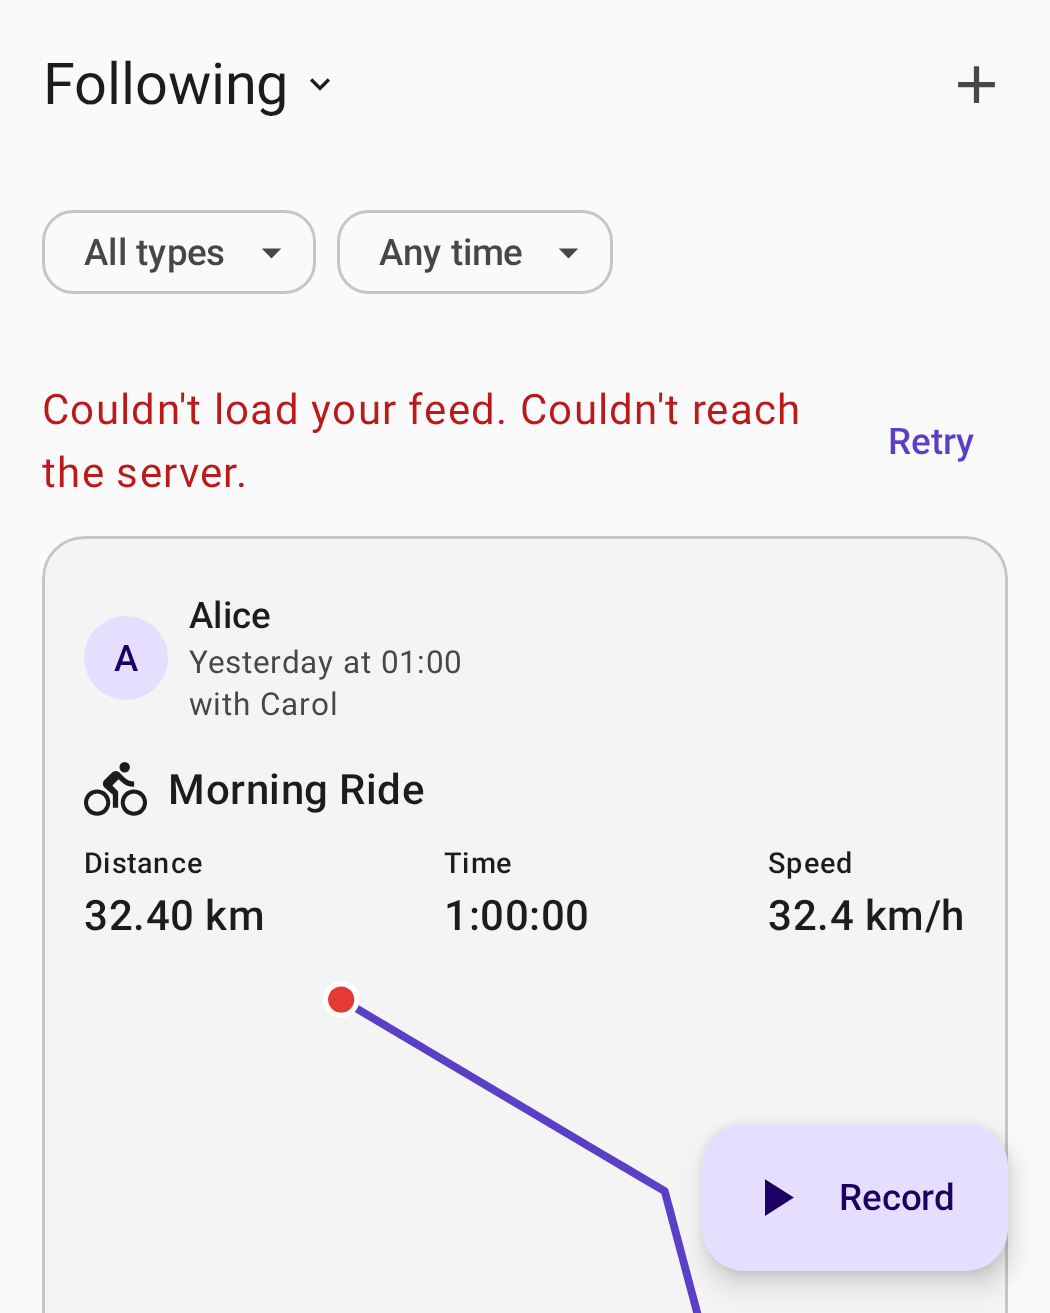 Following
All types
Any time
Couldn't load your feed. Couldn't reach
the server.
Retry
A
Alice
Yesterday at 01:00
with Carol
Morning Ride
Distance
Time
Speed
32.40 km
1:00:00
32.4 km/h
Record